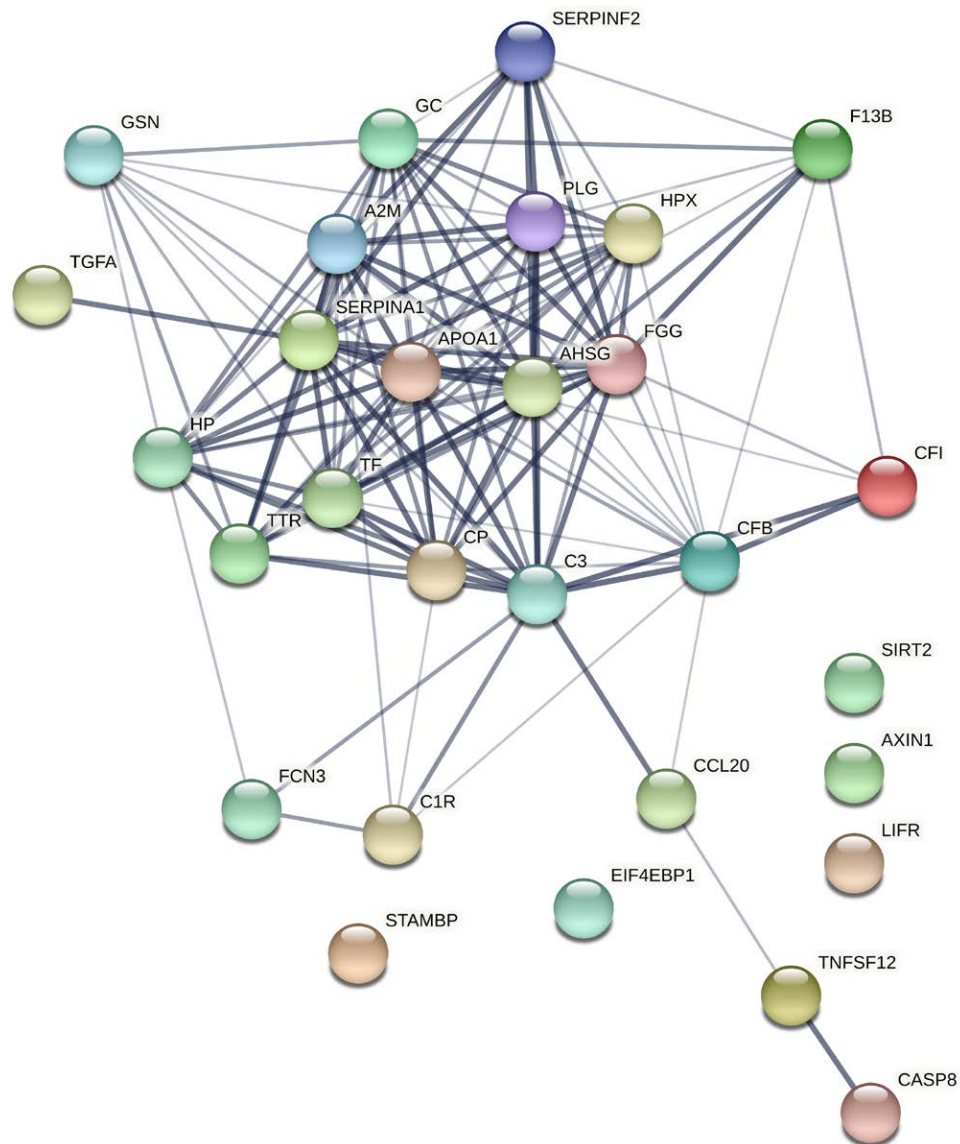 SERPINF2
GC
F13B
GSN
PLG
HPX
A2M
TGFA
SERPINA1
APOA1
FGG
AHSG
HP
TF
CFI
TTR
CP
CFB
C3
SIRT2
AXIN1
CCL20
FCN3
C1R
LIFR
EIF4EBP1
STAMBP
TNFSF12
CASP8